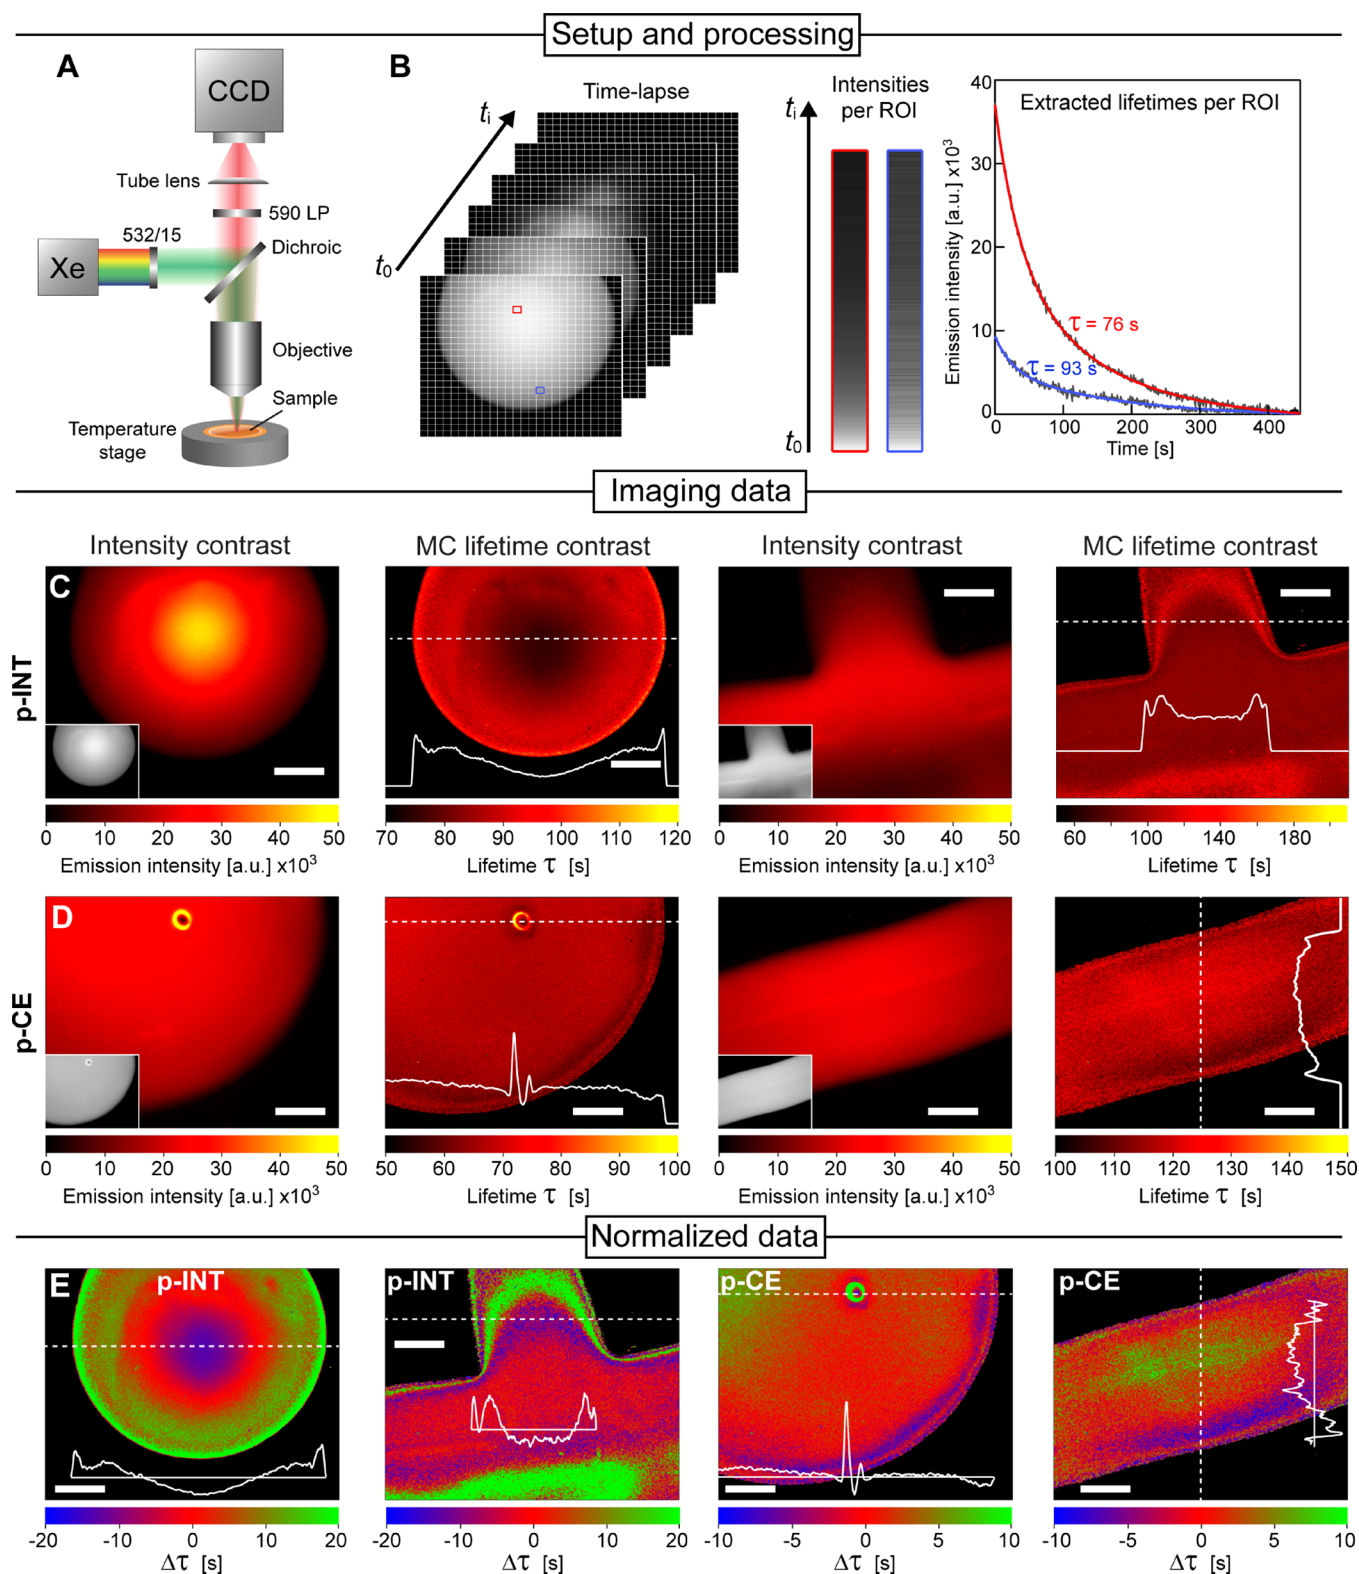 Setup and processing
A
CCD
Tube lens
590 LP
532/15
Dichroic
Xe
Objective
Sample
Temperature
stage
B
Time-lapse
ti
t0
Intensities
per ROI
ti
t0
Extracted lifetimes per ROI
Emission intensity [a.u.] x10³
40
30
20
10
0
τ = 76 s
τ = 93 s
0 100 200 300 400
Time [s]
Imaging data
Intensity contrast
MC lifetime contrast
Intensity contrast
MC lifetime contrast
p-INT
C
0 10 20 30 40 50
Emission intensity [a.u.] x10³
70 80 90 100 110 120
Lifetime τ [s]
0 10 20 30 40 50
Emission intensity [a.u.] x10³
60 100 140 180
Lifetime τ [s]
p-CE
D
0 10 20 30 40 50
Emission intensity [a.u.] x10³
50 60 70 80 90 100
Lifetime τ [s]
0 10 20 30 40 50
Emission intensity [a.u.] x10³
100 110 120 130 140 150
Lifetime τ [s]
Normalized data
E
p-INT
p-INT
p-CE
p-CE
-20 -10 0 10 20
Δτ [s]
-20 -10 0 10 20
Δτ [s]
-10 -5 0 5 10
Δτ [s]
-10 -5 0 5 10
Δτ [s]